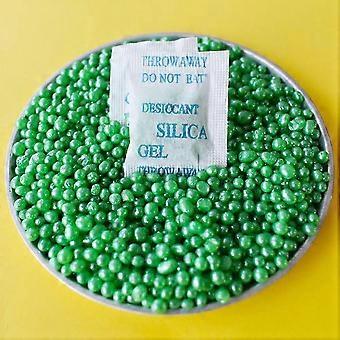 THROWAWAY
DO NOT EAT
DESICCANT
SILICA
GEL
THROWAWAY